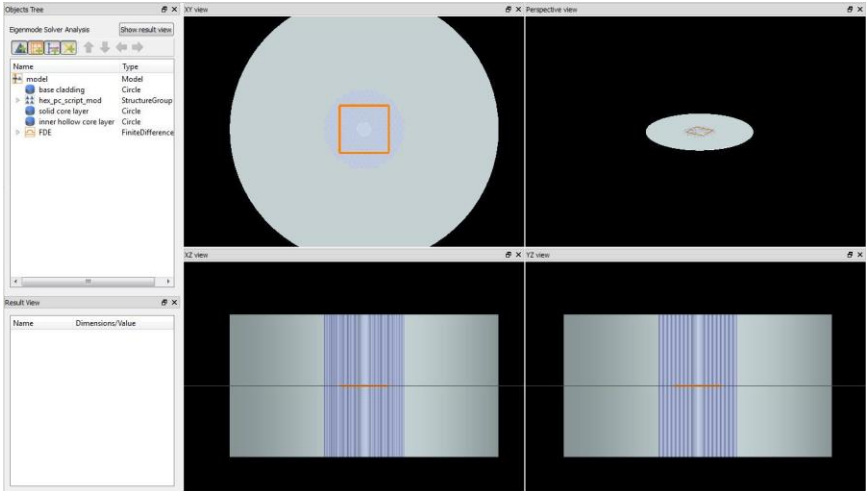 Objects Tree
XY view
Perspective view
Eigenmode Solver Analysis
Show result view
Name Type
model Model
base cladding Circle
hex_pc_script_mod StructureGroup
solid core layer Circle
inner hollow core layer Circle
FDE FiniteDifference
Result View
Name Dimensions/Value
XZ view
YZ view